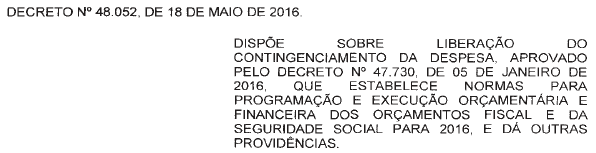 DECRETO Nº 48.052, DE 18 DE MAIO DE 2016.
DISPÕE SOBRE LIBERAÇÃO DO
CONTINGENCIAMENTO DA DESPESA, APROVADO
PELO DECRETO Nº 47.730, DE 05 DE JANEIRO DE
2016, QUE ESTABELECE NORMAS PARA
PROGRAMAÇÃO E EXECUÇÃO ORÇAMENTÁRIA E
FINANCEIRA DOS ORÇAMENTOS FISCAL E DA
SEGURIDADE SOCIAL PARA 2016, E DÁ OUTRAS
PROVIDÊNCIAS.